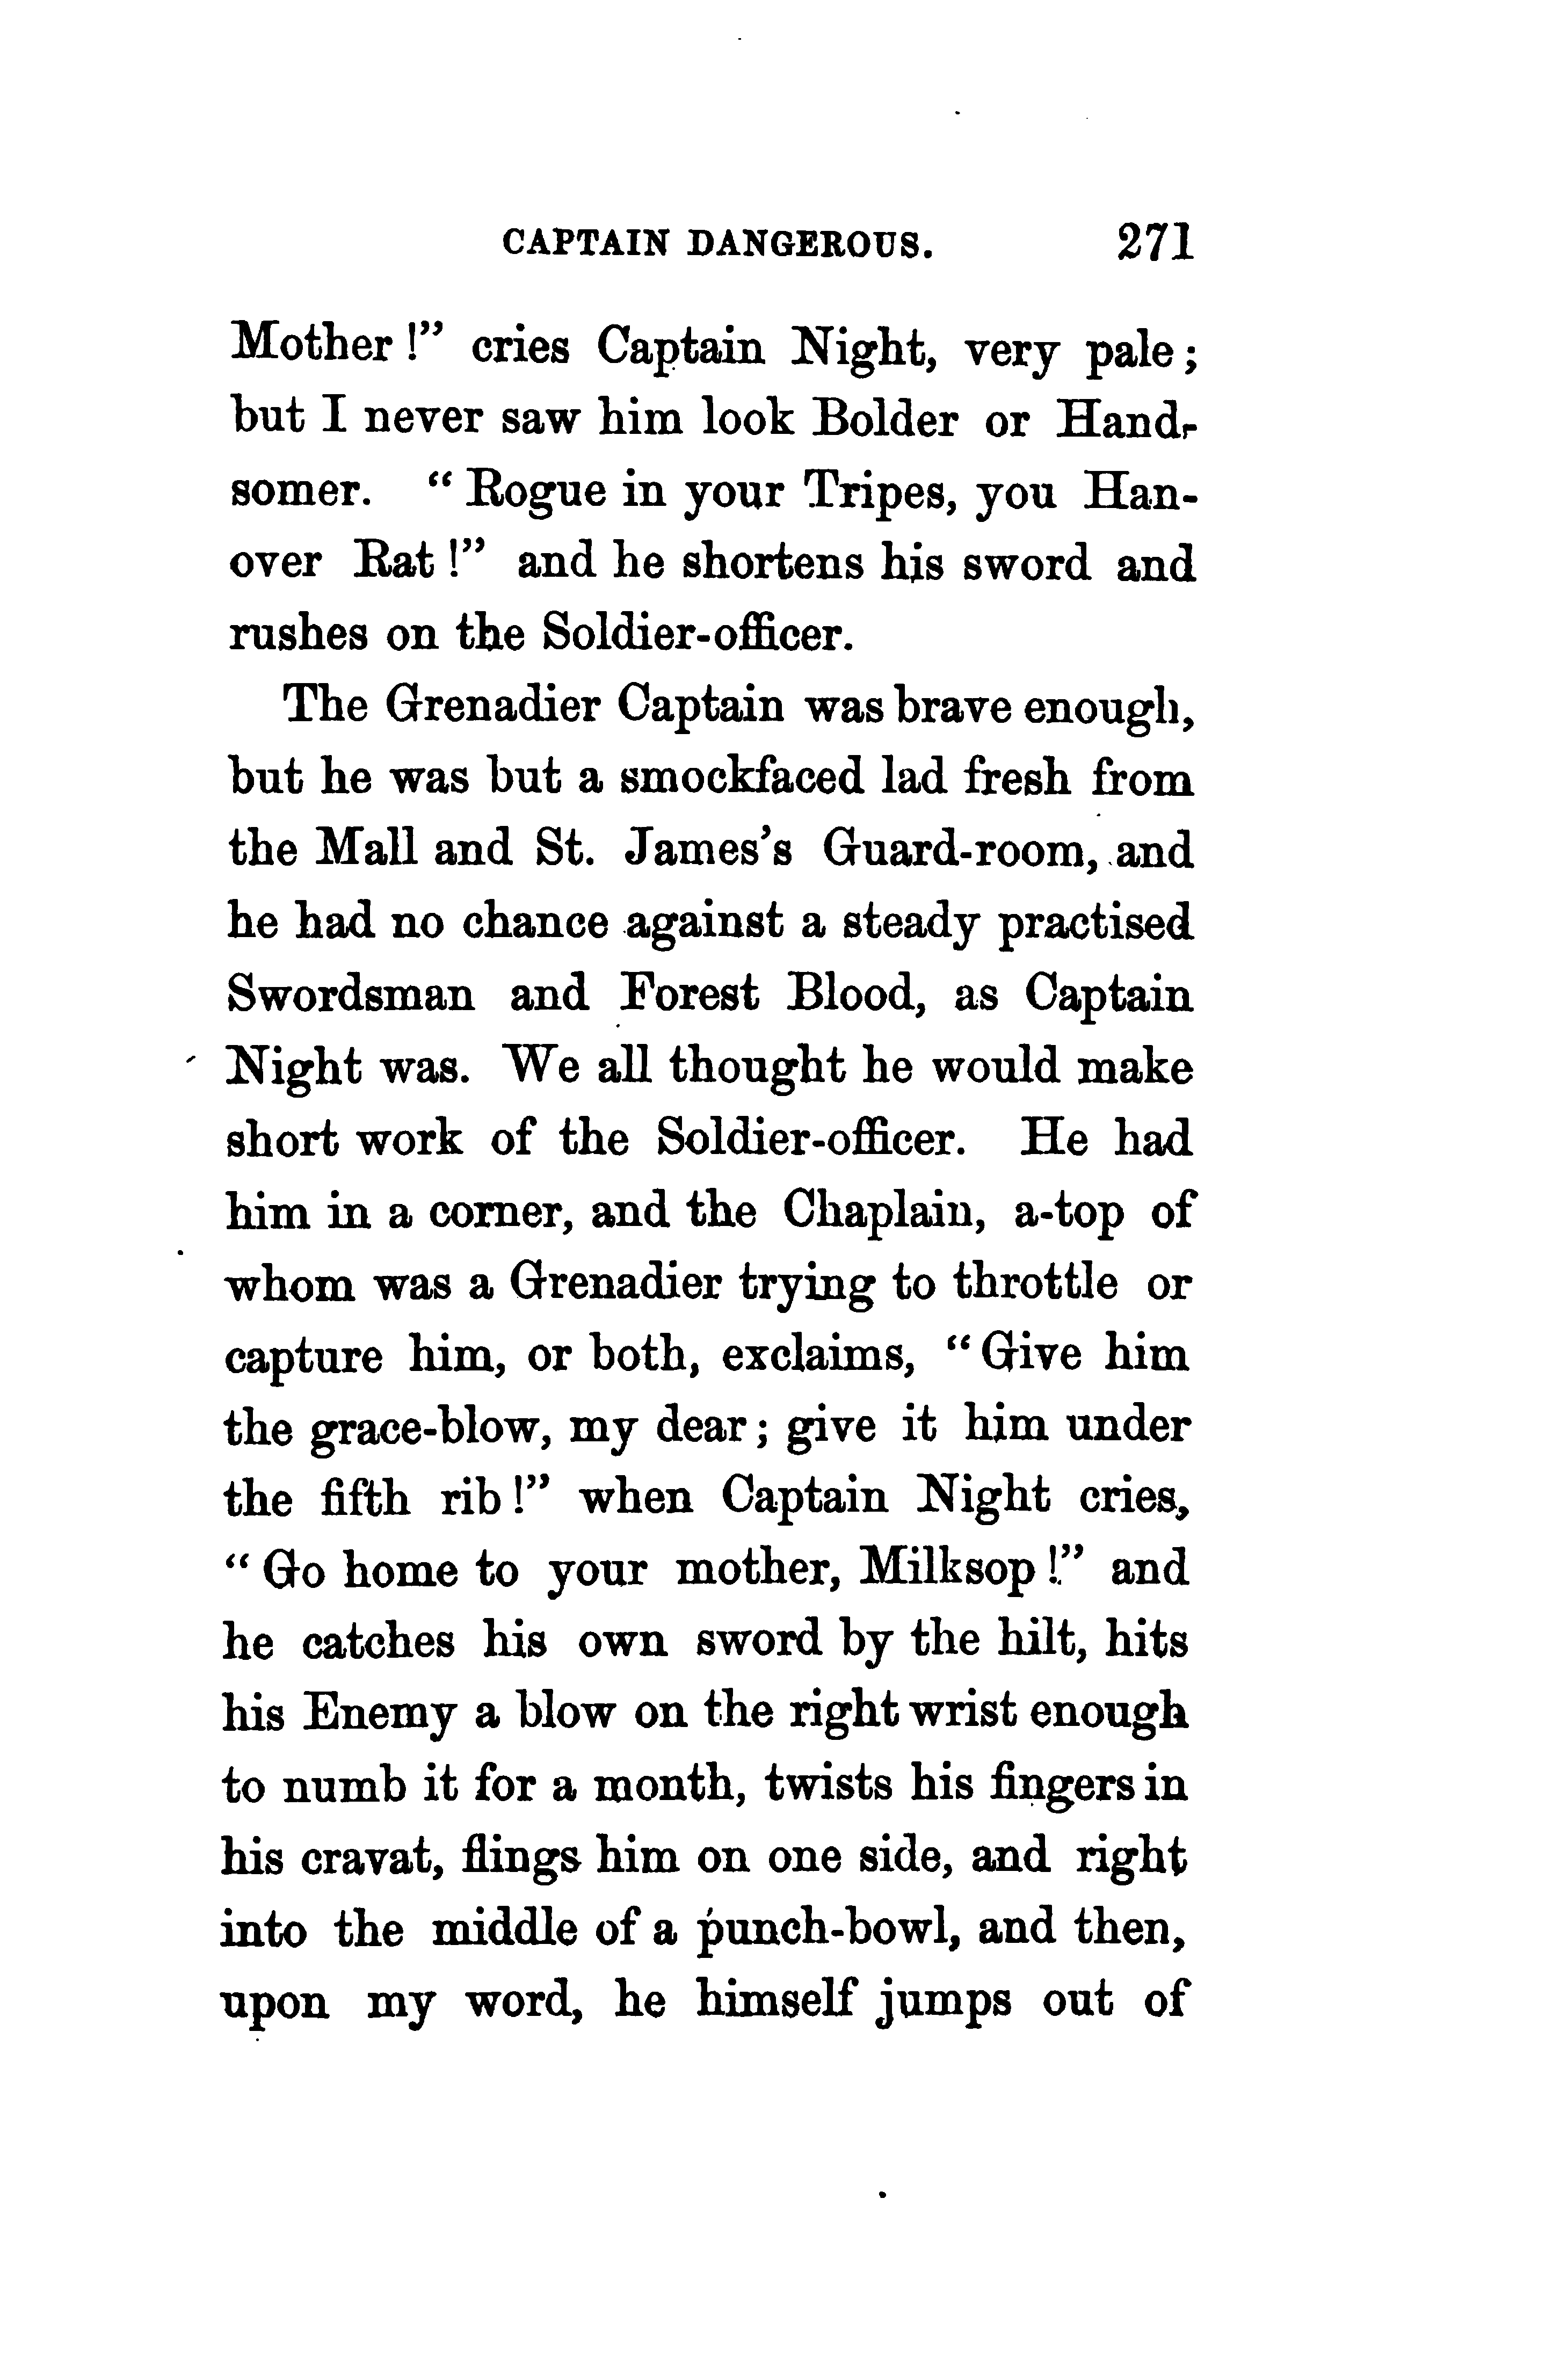 CAPTAIN DANGEROUS. 271
Mother!" cries Captain Night, very pale;
but I never saw him look Bolder or Hand-
somer. "Rogue in your Tripes, you Han-
over Rat!" and he shortens his sword and
rushes on the Soldier-officer.
The Grenadier Captain was brave enough,
but he was but a smockfaced lad fresh from
the Mall and St. James's Guard-room, and
he had no chance against a steady practised
Swordsman and Forest Blood, as Captain
Night was. We all thought he would make
short work of the Soldier-officer. He had
him in a corner, and the Chaplain, a-top of
whom was a Grenadier trying to throttle or
capture him, or both, exclaims, "Give him
the grace-blow, my dear; give it him under
the fifth rib!" when Captain Night cries,
"Go home to your mother, Milksop!" and
he catches his own sword by the hilt, hits
his Enemy a blow on the right wrist enough
to numb it for a month, twists his fingers in
his cravat, flings him on one side, and right
into the middle of a punch-bowl, and then,
upon my word, he himself jumps out of